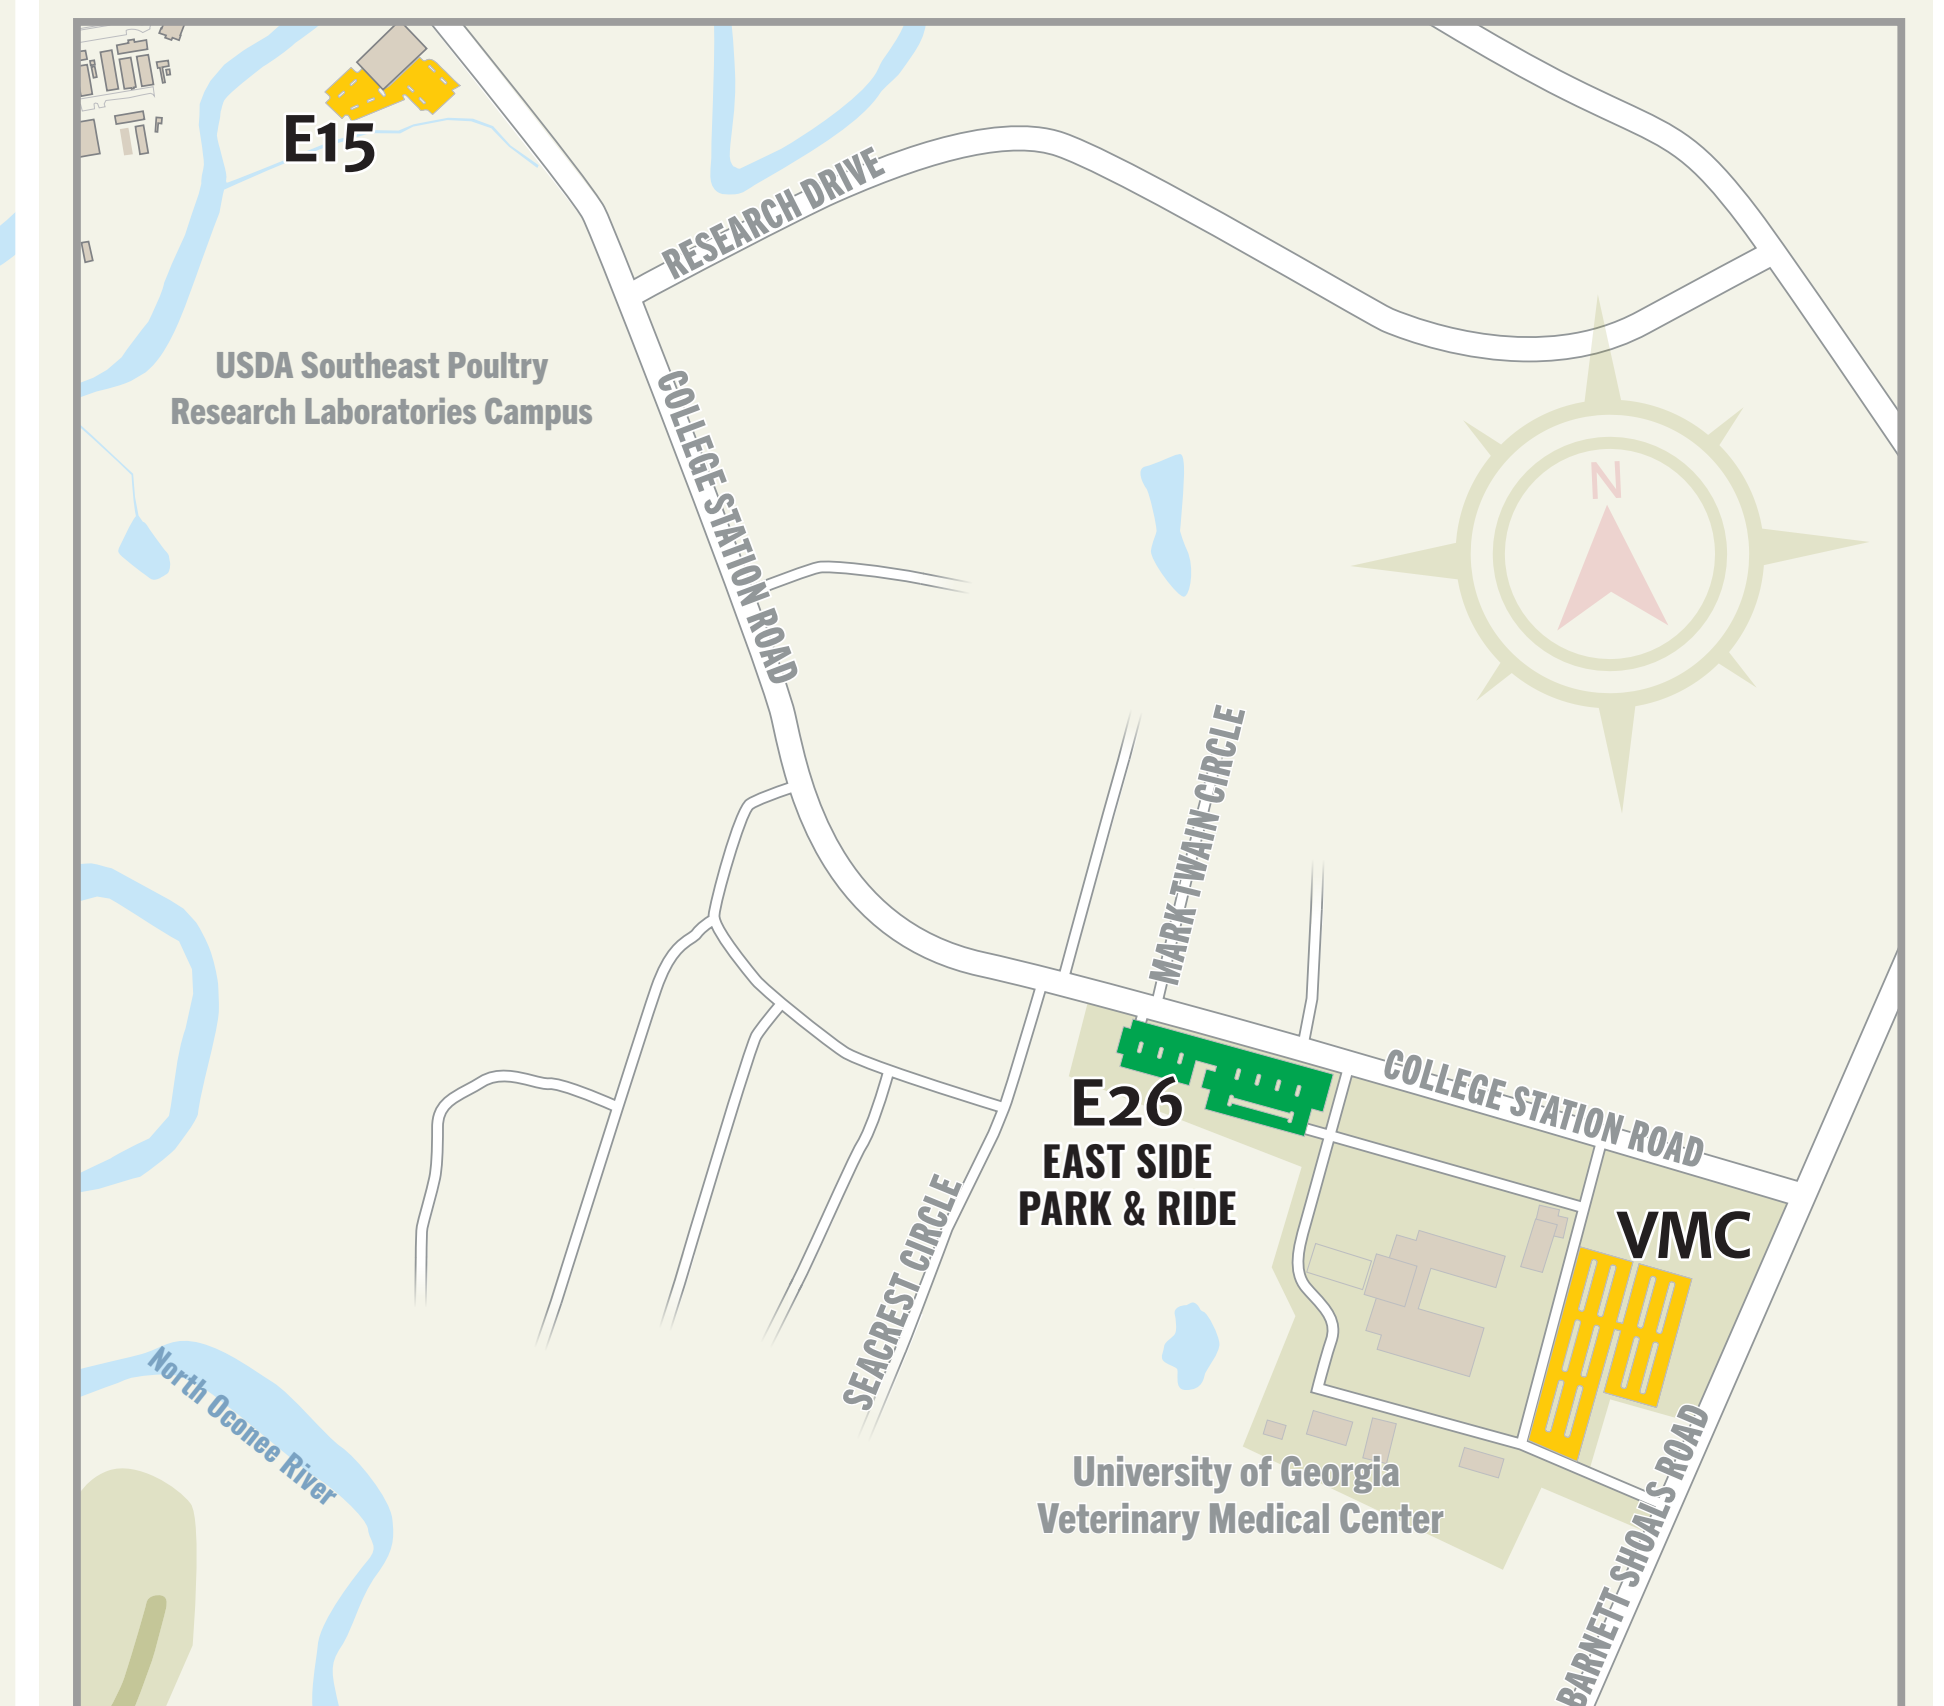 E15
RESEARCH DRIVE
USDA Southeast Poultry
Research Laboratories Campus
COLLEGE STATION ROAD
N
MARK TWAIN CIRCLE
COLLEGE STATION ROAD
E26
EAST SIDE
PARK & RIDE
VMC
SEACREST CIRCLE
North Oconee River
University of Georgia
Veterinary Medical Center
BARNETT SHOALS ROAD